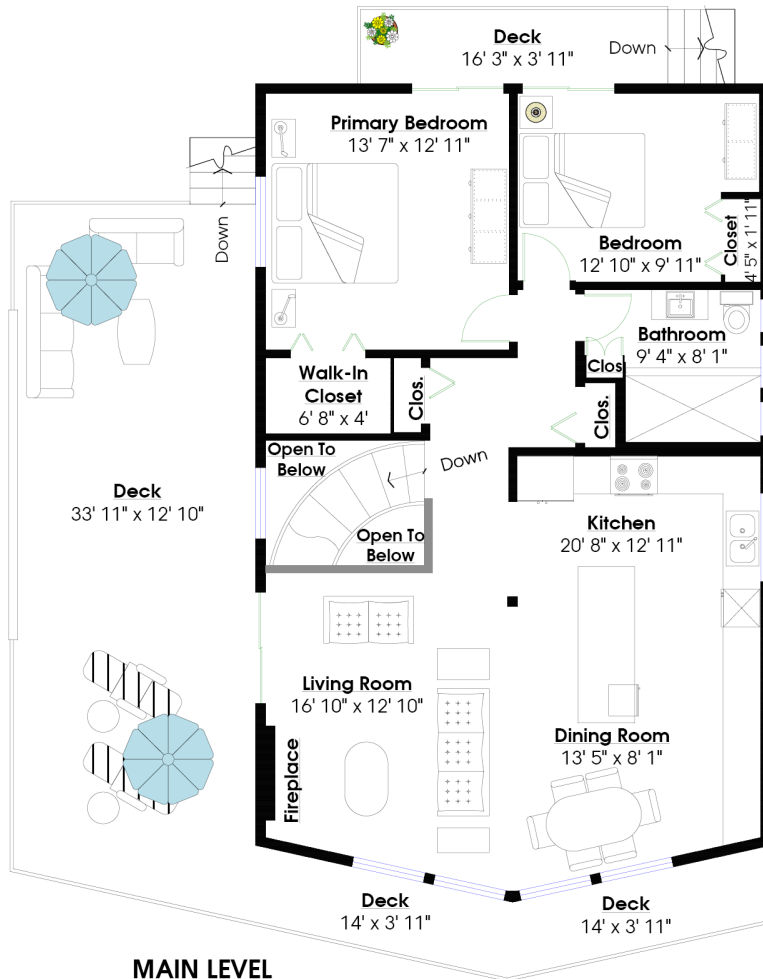 Deck
16' 3" x 3' 11"
Down
Primary Bedroom
13' 7" x 12' 11"
Down
Bedroom
12' 10" x 9' 11"
Closet
4' 5" x 1' 11"
Bathroom
9' 4" x 8' 1"
Clos
Walk-In
Closet
6' 8" x 4'
Clos.
Clos.
Open To
Below
Down
Deck
33' 11" x 12' 10"
Open To
Below
Kitchen
20' 8" x 12' 11"
Living Room
16' 10" x 12' 10"
Dining Room
13' 5" x 8' 1"
Fireplace
Deck
14' x 3' 11"
Deck
14' x 3' 11"
MAIN LEVEL